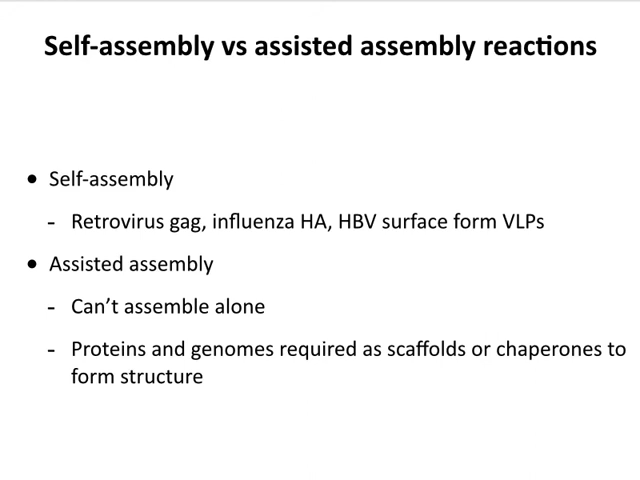 Self-assembly vs assisted assembly reactions
• Self-assembly
- Retrovirus gag, influenza HA, HBV surface form VLPs
• Assisted assembly
- Can’t assemble alone
- Proteins and genomes required as scaffolds or chaperones to
form structure